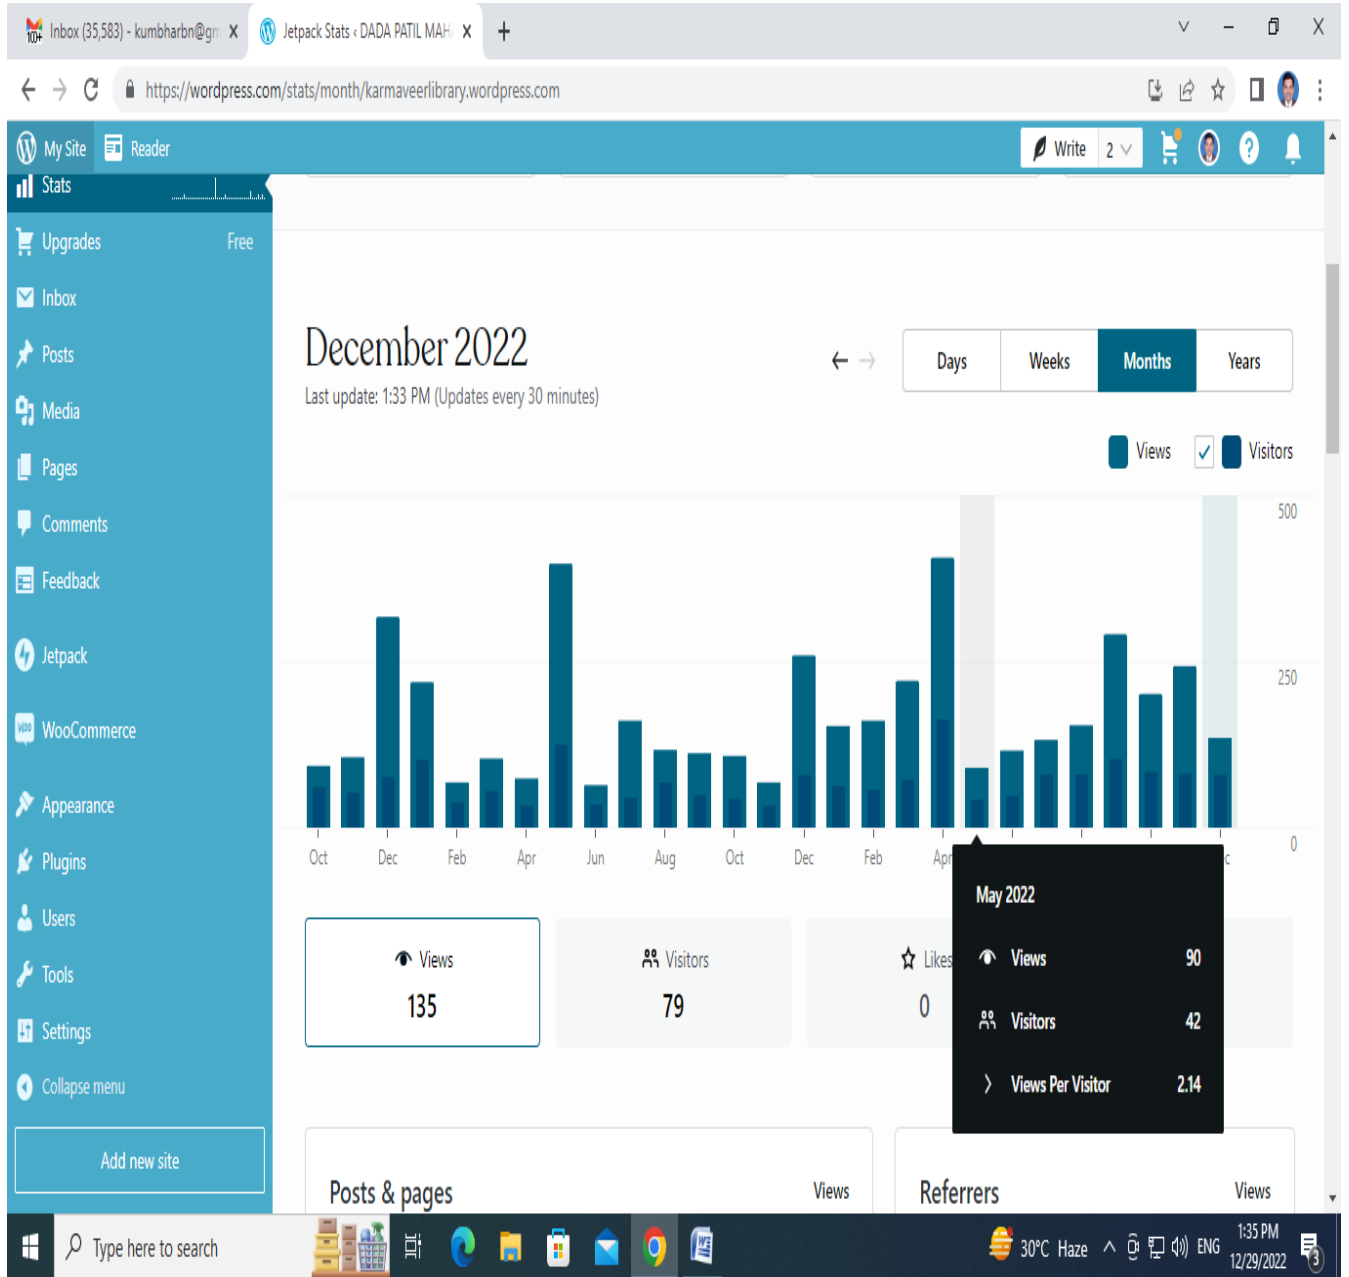 Inbox (35,583) - kumbharbn@gm
Jetpack Stats ‹ DADA PATIL MAHA
https://wordpress.com/stats/month/karmaveerlibrary.wordpress.com
My Site
Reader
Write
2
Stats
Upgrades
Free
Inbox
Posts
Media
Pages
Comments
Feedback
Jetpack
WooCommerce
Appearance
Plugins
Users
Tools
Settings
Collapse menu
Add new site
December 2022
Last update: 1:33 PM (Updates every 30 minutes)
Days Weeks Months Years
Views Visitors
500
250
0
Oct Dec Feb Apr Jun Aug Oct Dec Feb Apr c
May 2022
Views 90
Visitors 42
Views Per Visitor 2.14
Views
135
Visitors
79
Likes
0
Posts & pages Views
Referrers Views
Type here to search
30°C Haze
ENG
1:35 PM
12/29/2022
3